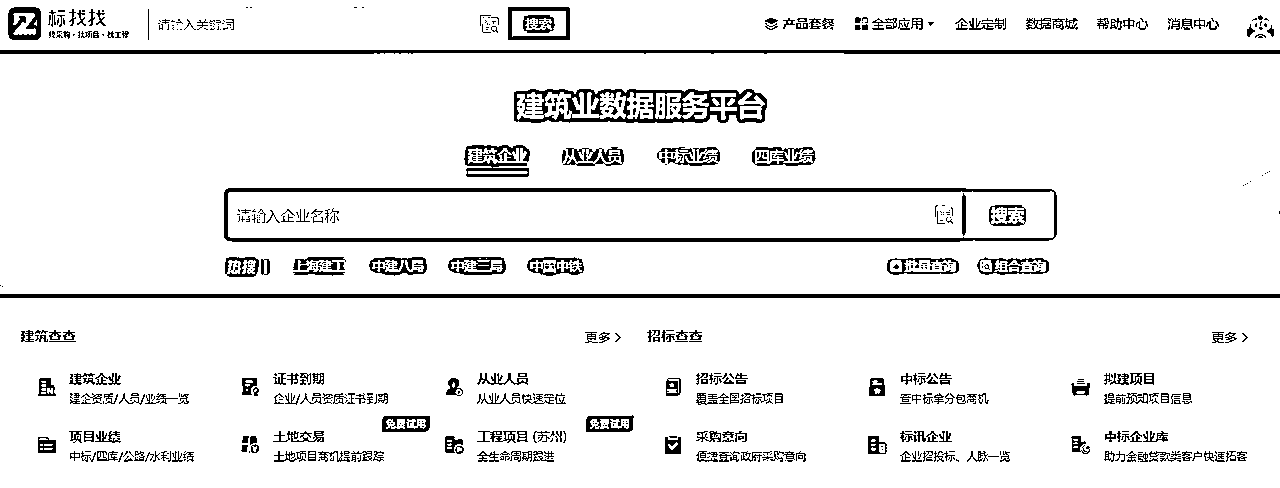 标找找
找采购·找项目·找工程
请输入关键词
搜索
产品套餐
全部应用
企业定制
数据商城
帮助中心
消息中心
建筑业数据服务平台
建筑企业
从业人员
中标业绩
四库业绩
请输入企业名称
搜索
热搜
上海建工
中建八局
中建三局
中国中铁
批量查询
组合查询
建筑查查
更多
招标查查
更多
建筑企业
建企资质/人员/业绩一览
证书到期
企业/人员资质证书到期
从业人员
从业人员快速定位
招标公告
覆盖全国招标项目
中标公告
查中标拿分包商机
拟建项目
提前预知项目信息
项目业绩
中标/四库/公路/水利业绩
土地交易
免费试用
土地项目商机提前跟踪
工程项目 (苏州)
免费试用
全生命周期跟进
采购意向
便捷查询政府采购意向
标讯企业
企业招投标、人脉一览
中标企业库
助力金融贷款类客户快速拓客